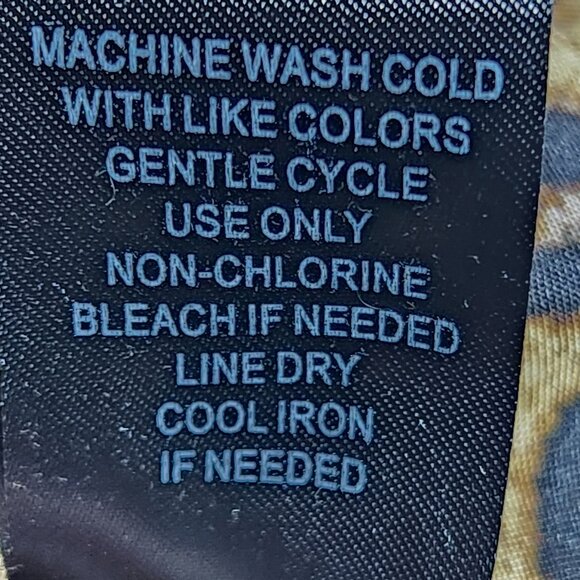 MACHINE WASH COLD
WITH LIKE COLORS
GENTLE CYCLE
USE ONLY
NON-CHLORINE
BLEACH IF NEEDED
LINE DRY
COOL IRON
IF NEEDED